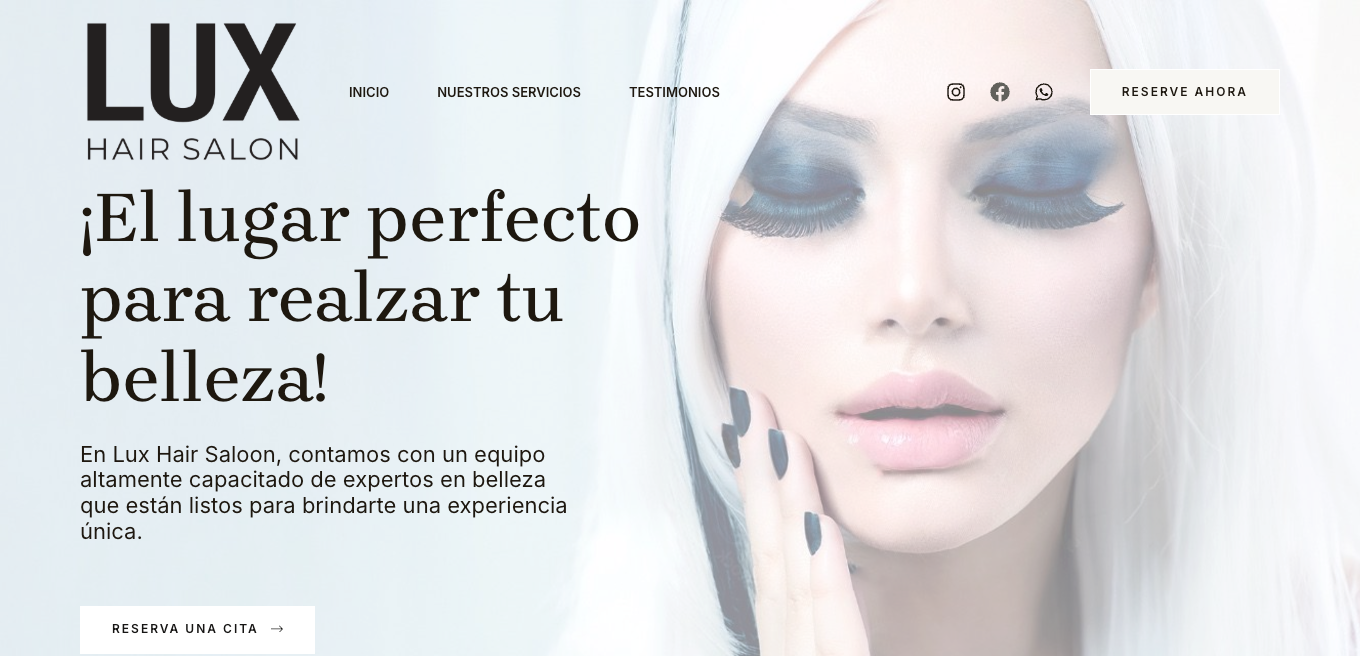 LUX
HAIR SALON
INICIO
NUESTROS SERVICIOS
TESTIMONIOS
RESERVE AHORA
¡El lugar perfecto
para realzar tu
belleza!
En Lux Hair Saloon, contamos con un equipo
altamente capacitado de expertos en belleza
que están listos para brindarte una experiencia
única.
RESERVA UNA CITA →